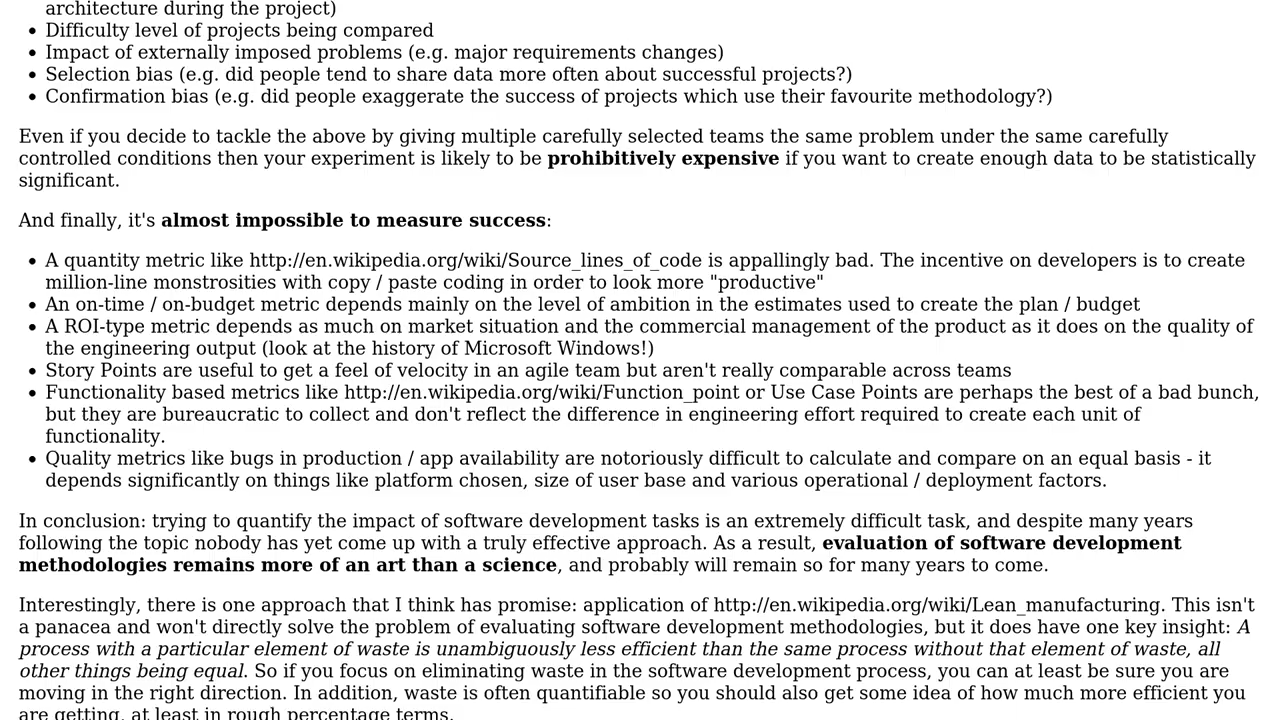 architecture during the project)
• Difficulty level of projects being compared
• Impact of externally imposed problems (e.g. major requirements changes)
• Selection bias (e.g. did people tend to share data more often about successful projects?)
• Confirmation bias (e.g. did people exaggerate the success of projects which use their favourite methodology?)
Even if you decide to tackle the above by giving multiple carefully selected teams the same problem under the same carefully
controlled conditions then your experiment is likely to be prohibitively expensive if you want to create enough data to be statistically
significant.
And finally, it's almost impossible to measure success:
• A quantity metric like http://en.wikipedia.org/wiki/Source_lines_of_code is appallingly bad. The incentive on developers is to create
million-line monstrosities with copy / paste coding in order to look more "productive"
• An on-time / on-budget metric depends mainly on the level of ambition in the estimates used to create the plan / budget
• A ROI-type metric depends as much on market situation and the commercial management of the product as it does on the quality of
the engineering output (look at the history of Microsoft Windows!)
• Story Points are useful to get a feel of velocity in an agile team but aren't really comparable across teams
• Functionality based metrics like http://en.wikipedia.org/wiki/Function_point or Use Case Points are perhaps the best of a bad bunch,
but they are bureaucratic to collect and don't reflect the difference in engineering effort required to create each unit of
functionality.
• Quality metrics like bugs in production / app availability are notoriously difficult to calculate and compare on an equal basis - it
depends significantly on things like platform chosen, size of user base and various operational / deployment factors.
In conclusion: trying to quantify the impact of software development tasks is an extremely difficult task, and despite many years
following the topic nobody has yet come up with a truly effective approach. As a result, evaluation of software development
methodologies remains more of an art than a science, and probably will remain so for many years to come.
Interestingly, there is one approach that I think has promise: application of http://en.wikipedia.org/wiki/Lean_manufacturing. This isn't
a panacea and won't directly solve the problem of evaluating software development methodologies, but it does have one key insight: A
process with a particular element of waste is unambiguously less efficient than the same process without that element of waste, all
other things being equal. So if you focus on eliminating waste in the software development process, you can at least be sure you are
moving in the right direction. In addition, waste is often quantifiable so you should also get some idea of how much more efficient you
are getting, at least in rough percentage terms.